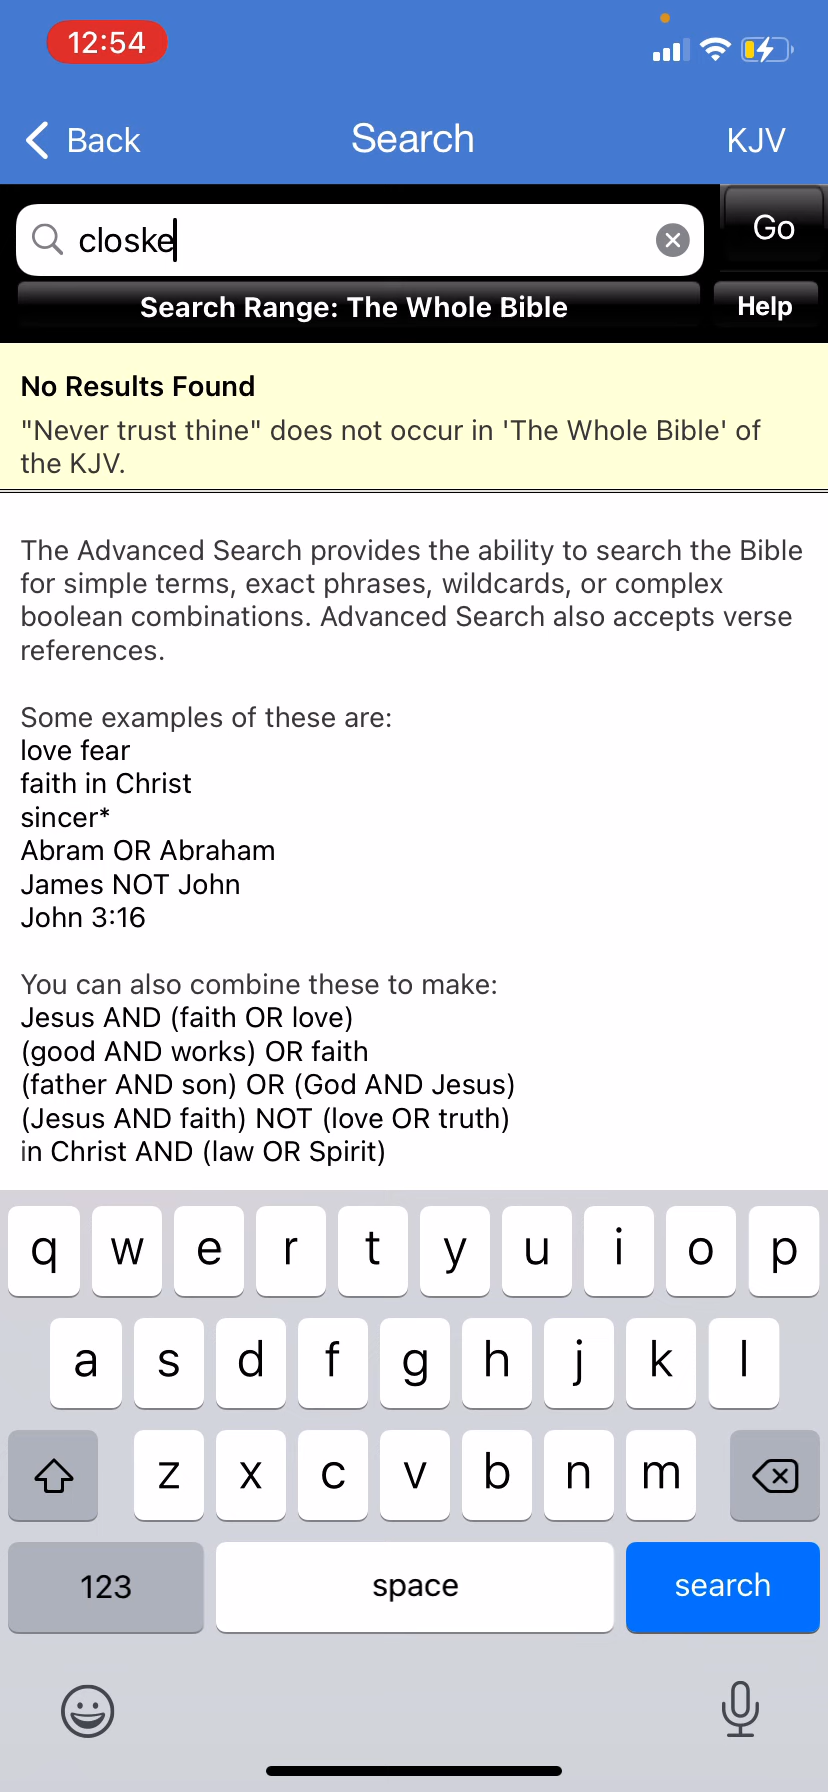 12:54
Back
Search
KJV
closke
Go
Search Range: The Whole Bible
Help
No Results Found
"Never trust thine" does not occur in 'The Whole Bible' of
the KJV.
The Advanced Search provides the ability to search the Bible
for simple terms, exact phrases, wildcards, or complex
boolean combinations. Advanced Search also accepts verse
references.
Some examples of these are:
love fear
faith in Christ
sincer*
Abram OR Abraham
James NOT John
John 3:16
You can also combine these to make:
Jesus AND (faith OR love)
(good AND works) OR faith
(father AND son) OR (God AND Jesus)
(Jesus AND faith) NOT (love OR truth)
in Christ AND (law OR Spirit)
q w e r t y u i o p
a s d f g h j k l
z x c v b n m
123 space search